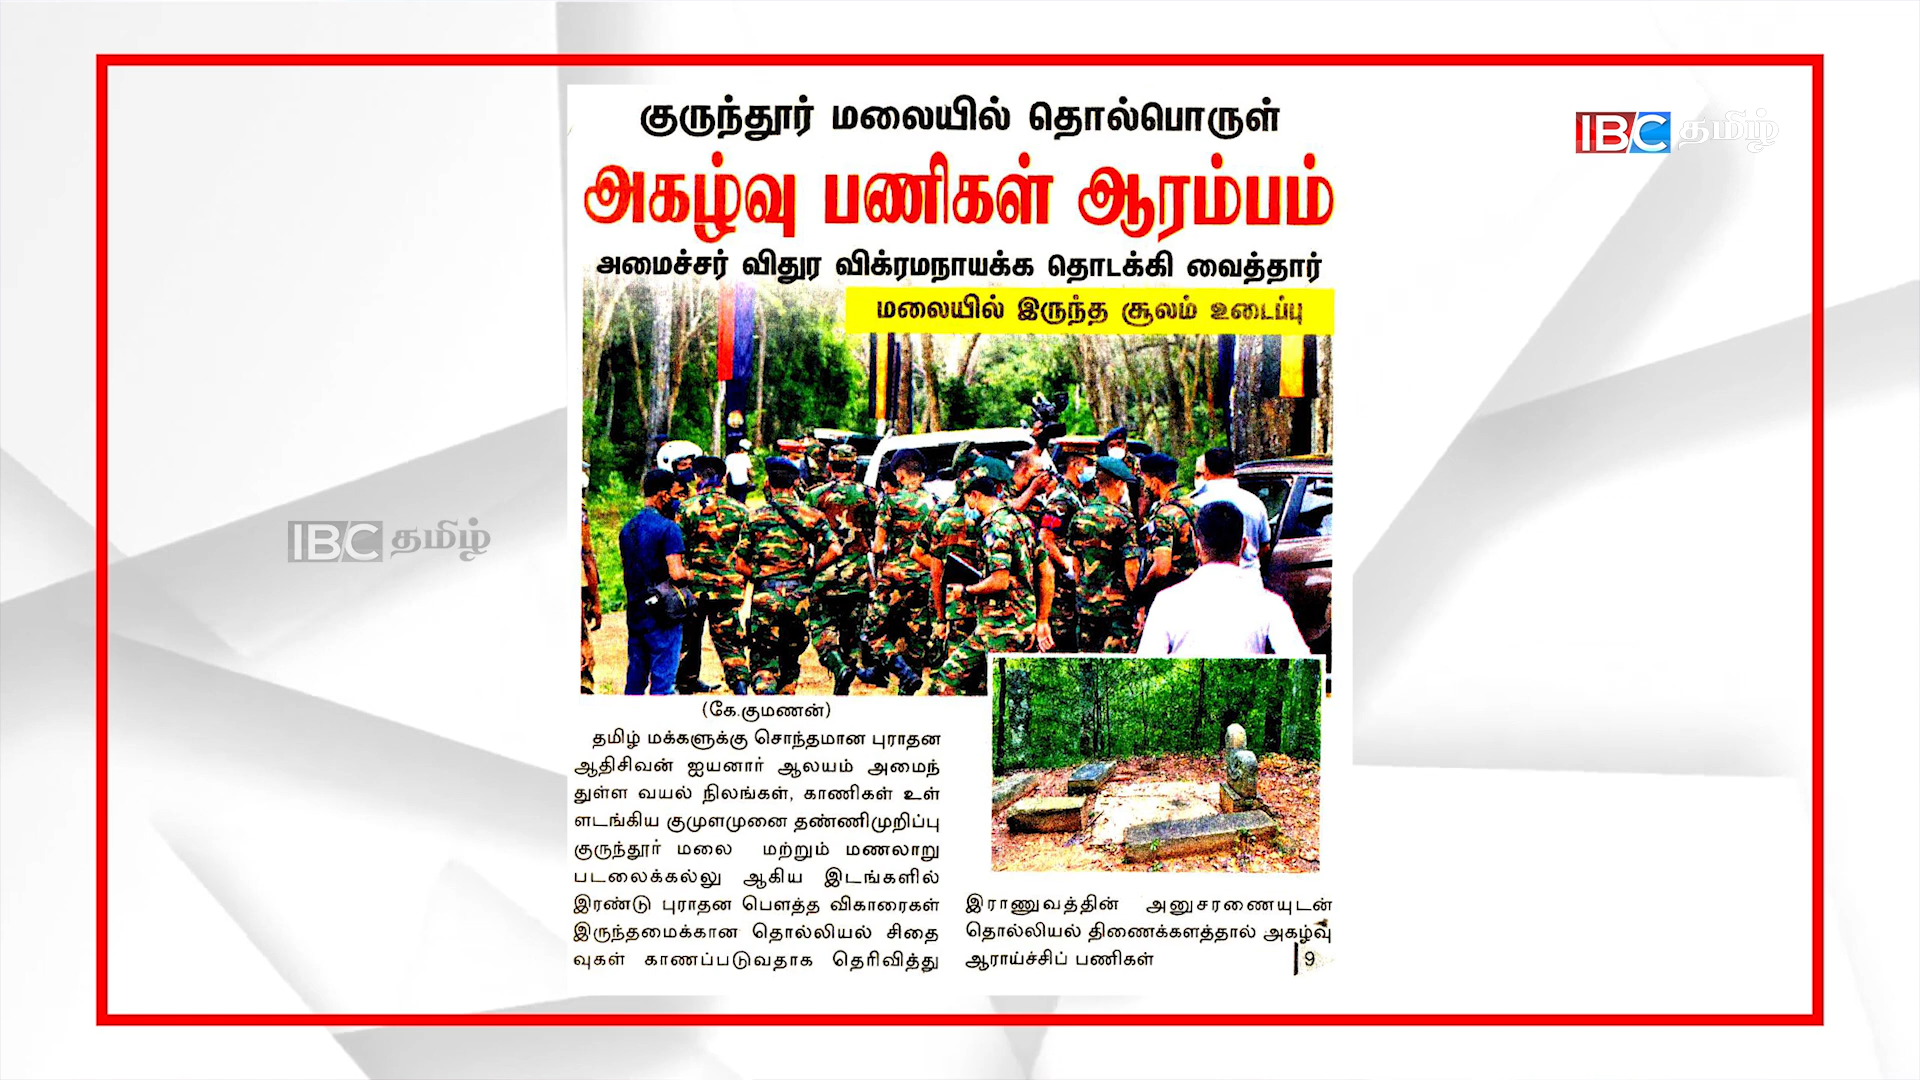 குருந்தூர் மலையில் தொல்பொருள்
IBC தமிழ்
அகழ்வு பணிகள் ஆரம்பம்
அமைச்சர் விதுர விக்ரமநாயக்க தொடக்கி வைத்தார்
மலையில் இருந்த சூலம் உடைப்பு
IBC தமிழ்
(கே.குமணன்)
தமிழ் மக்களுக்கு சொந்தமான புராதன
ஆதிசிவன் ஐயனார் ஆலயம் அமைந்
துள்ள வயல் நிலங்கள், காணிகள் உள்
ளடங்கிய குமுளமுனை தண்ணிமுறிப்பு
குருந்தூர் மலை மற்றும் மணலாறு
படலைக்கல்லு ஆகிய இடங்களில்
இரண்டு புராதன பௌத்த விகாரைகள்
இருந்தமைக்கான தொல்லியல் சிதை
வுகள் காணப்படுவதாக தெரிவித்து
இராணுவத்தின் அனுசரணையுடன்
தொல்லியல் திணைக்களத்தால் அகழ்வு
ஆராய்ச்சிப் பணிகள்
9